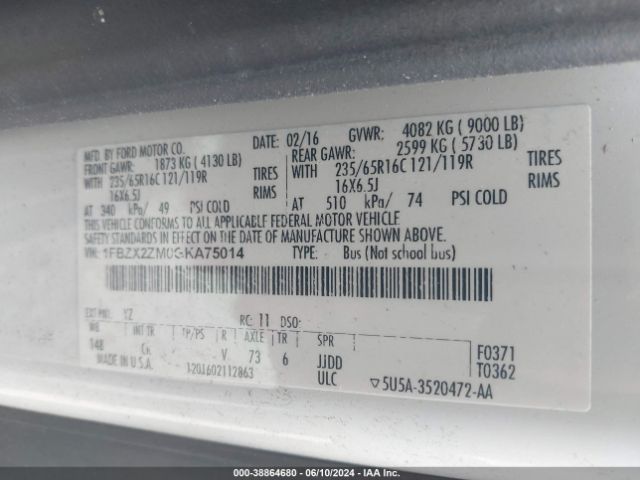 MFD. BY FORD MOTOR CO.
DATE: 02/16 GVWR: 4082 KG ( 9000 LB)
FRONT GAWR: 1873 KG ( 4130 LB)
REAR GAWR: 2599 KG ( 5730 LB)
WITH 235/65R16C 121/119R TIRES
WITH 235/65R16C 121/119R TIRES
16X6.5J RIMS
16X6.5J RIMS
AT 340 kPa/ 49 PSI COLD
AT 510 kPa/ 74 PSI COLD
THIS VEHICLE CONFORMS TO ALL APPLICABLE FEDERAL MOTOR VEHICLE
SAFETY STANDARDS IN EFFECT ON THE DATE OF MANUFACTURE SHOWN ABOVE.
VIN: 1FBZX2ZM0GKA75014 TYPE: Bus (Not school Bus)
EXT PNT: YZ RC: 11 DSO:
WB INT TR TP/PS R AXLE TR SPR
148 V 73 6 JJDD F0371
MADE IN U.S.A. 1201602112863 ULC T0362
▽5U5A-3520472-AA
000-38864680 - 06/10/2024 - IAA Inc.